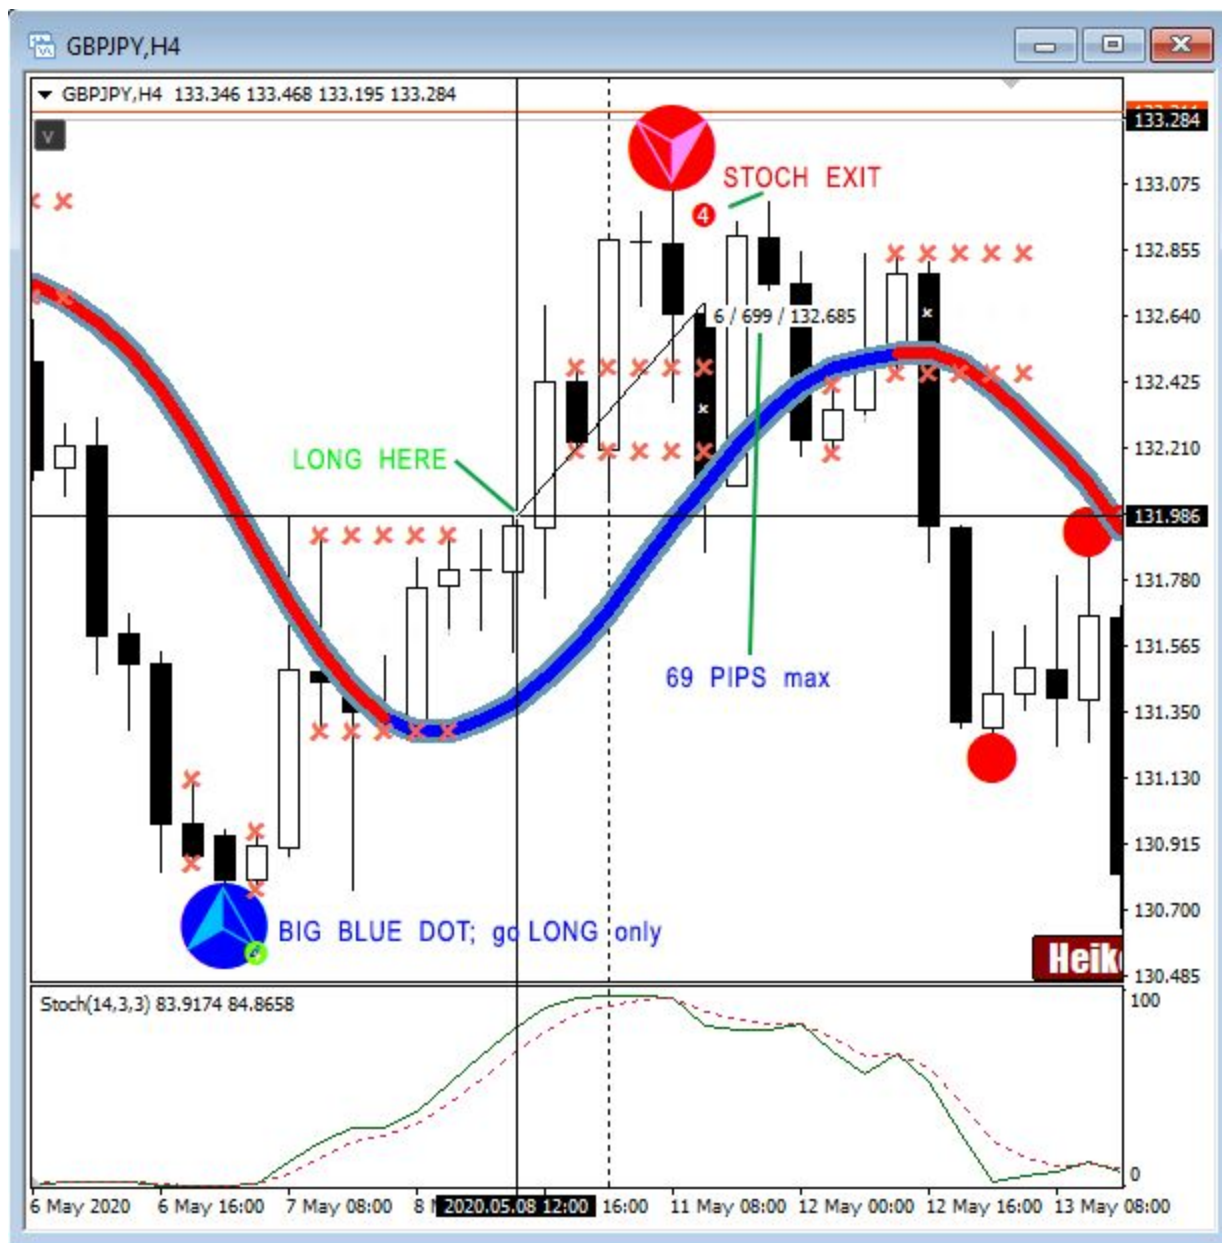 GBPJPY,H4
GBPJPY,H4 133.346 133.468 133.195 133.284
v
133.284
133.075
STOCH EXIT
4
132.855
132.640
6 / 699 / 132.685
132.425
132.210
LONG HERE
131.986
131.780
131.565
69 PIPS max
131.350
131.130
130.915
130.700
BIG BLUE DOT; go LONG only
Heik
130.485
Stoch(14,3,3) 83.9174 84.8658
100
0
6 May 2020 6 May 16:00 7 May 08:00 8 2020.05.08 12:00 16:00 11 May 08:00 12 May 00:00 12 May 16:00 13 May 08:00